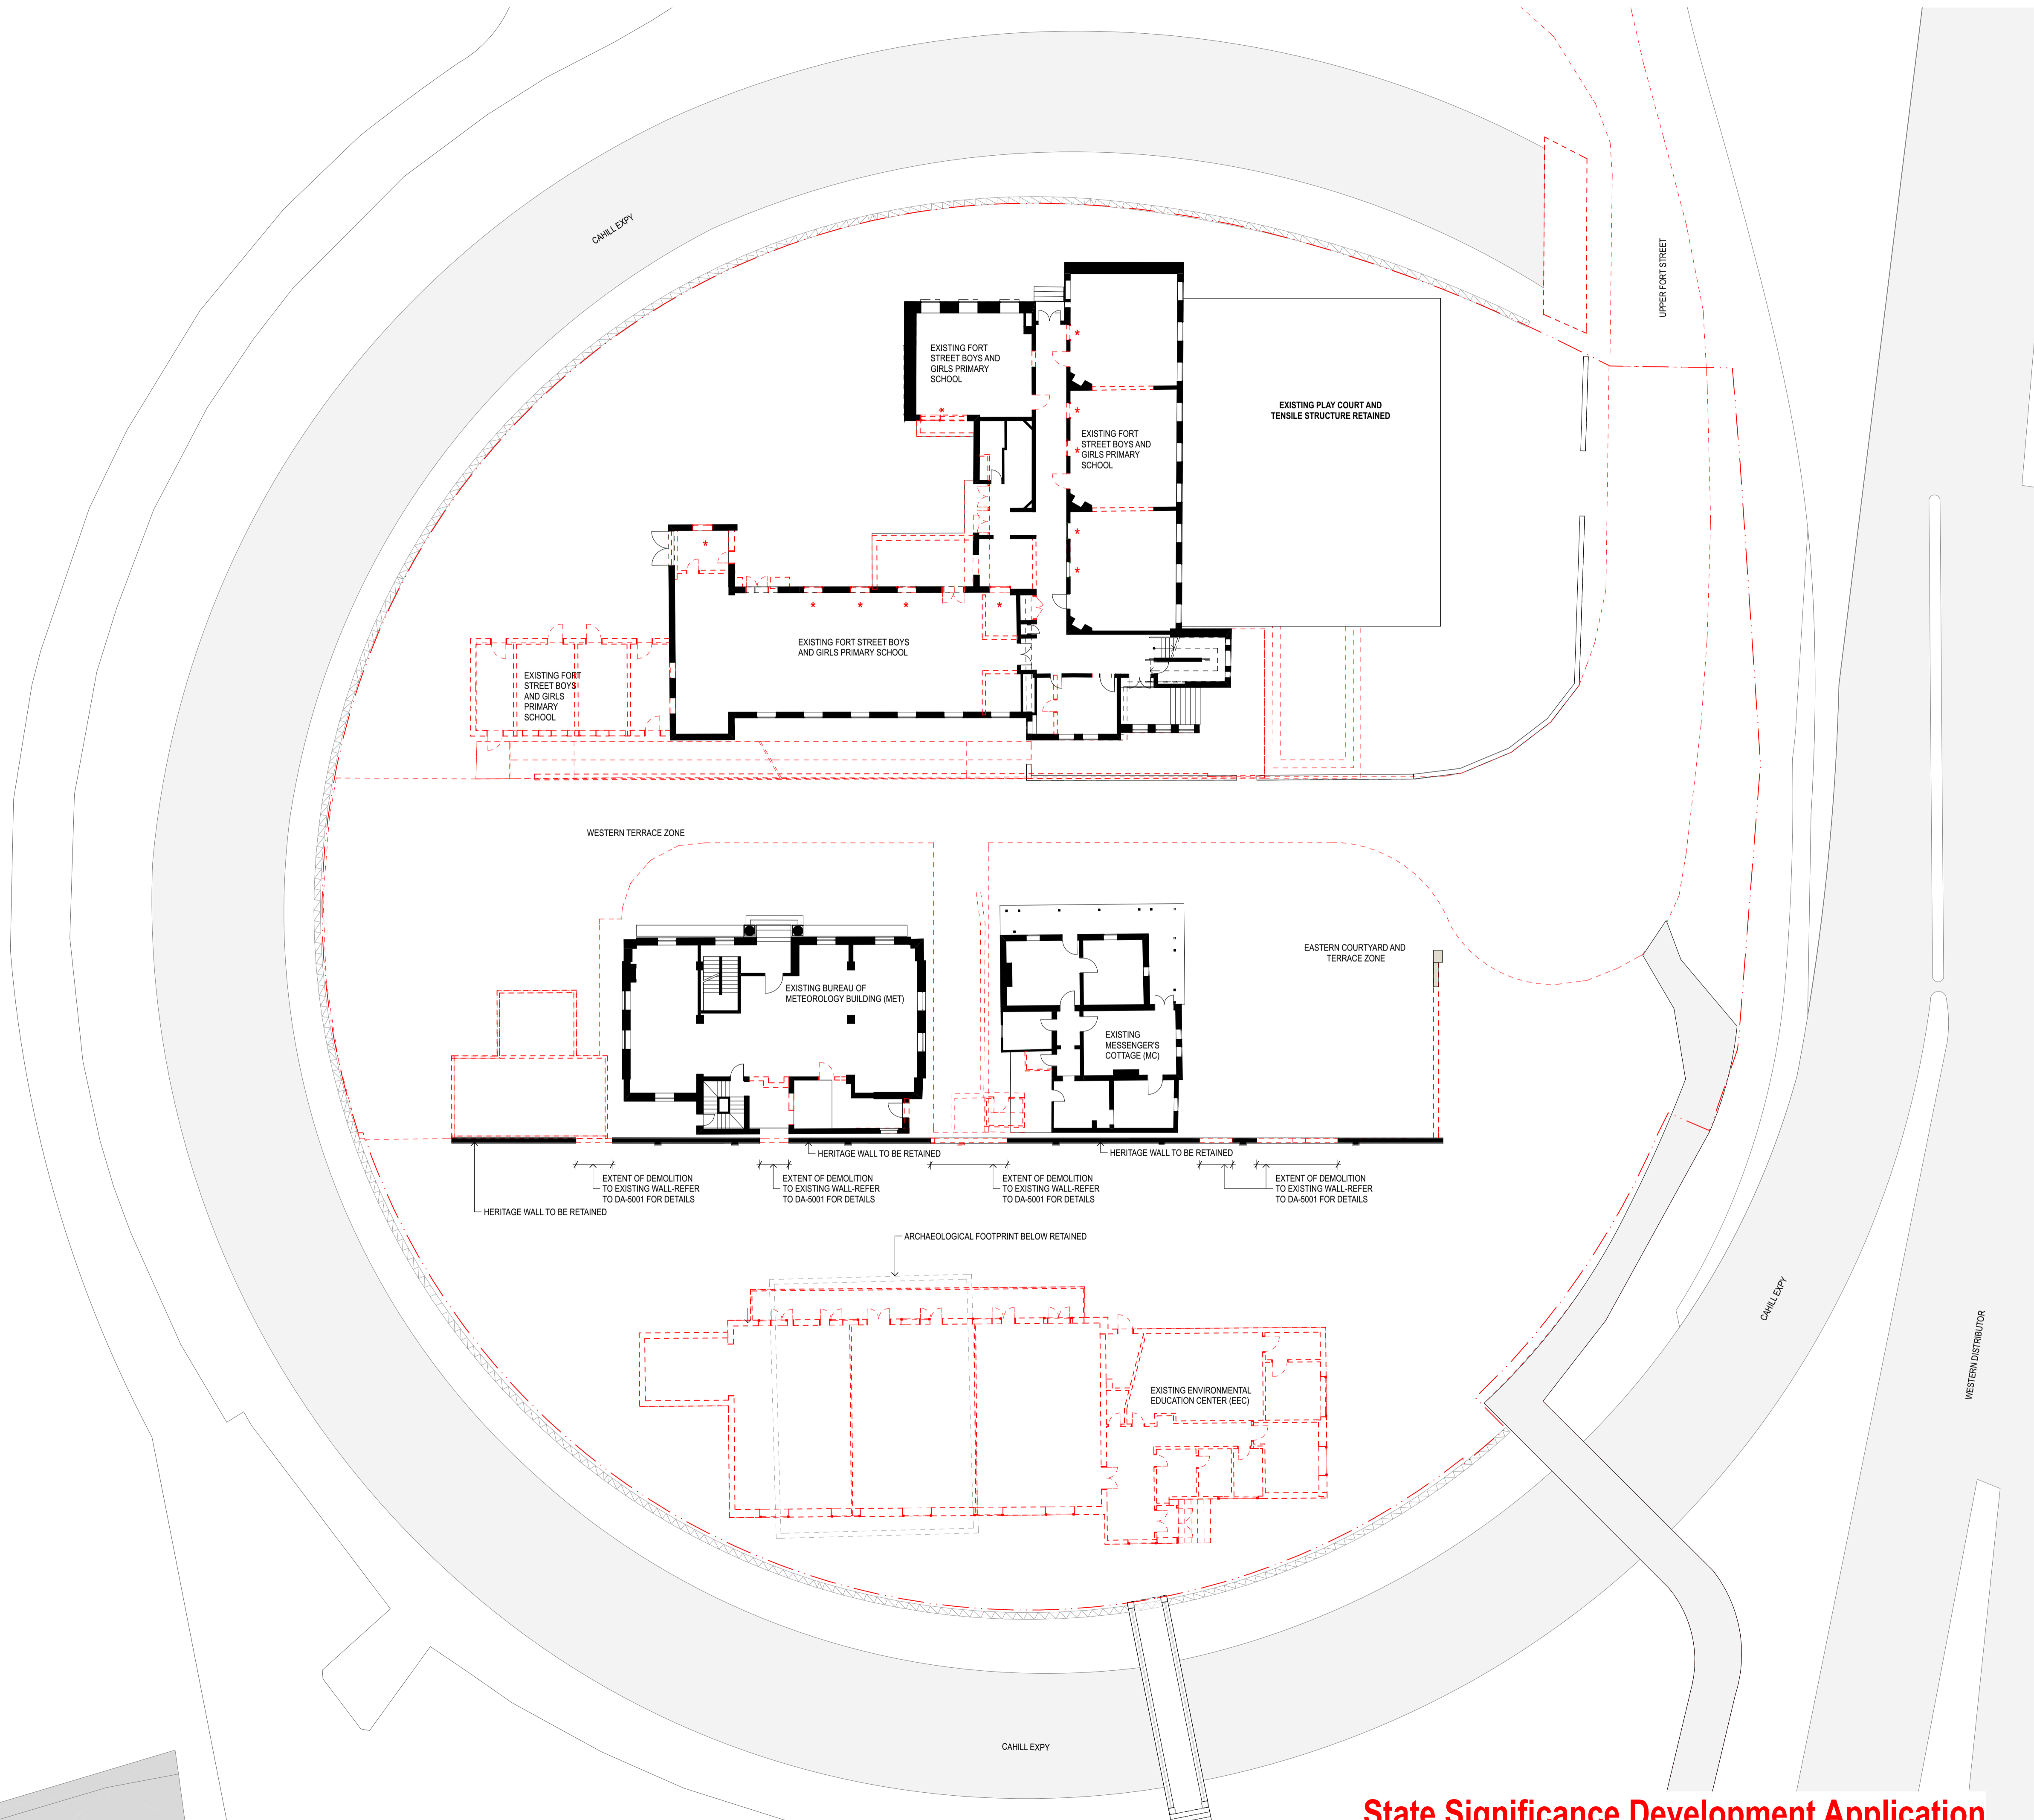 CAHILL EXPY
UPPER FORT STREET
EXISTING FORT
STREET BOYS AND
GIRLS PRIMARY
SCHOOL
EXISTING PLAY COURT AND
TENSILE STRUCTURE RETAINED
EXISTING FORT
STREET BOYS AND
GIRLS PRIMARY
SCHOOL
EXISTING FORT STREET BOYS
AND GIRLS PRIMARY SCHOOL
EXISTING FORT
STREET BOYS
AND GIRLS
PRIMARY
SCHOOL
WESTERN TERRACE ZONE
EASTERN COURTYARD AND
TERRACE ZONE
EXISTING BUREAU OF
METEOROLOGY BUILDING (MET)
EXISTING
MESSENGER'S
COTTAGE (MC)
HERITAGE WALL TO BE RETAINED
HERITAGE WALL TO BE RETAINED
EXTENT OF DEMOLITION
TO EXISTING WALL-REFER
TO DA-5001 FOR DETAILS
EXTENT OF DEMOLITION
TO EXISTING WALL-REFER
TO DA-5001 FOR DETAILS
EXTENT OF DEMOLITION
TO EXISTING WALL-REFER
TO DA-5001 FOR DETAILS
EXTENT OF DEMOLITION
TO EXISTING WALL-REFER
TO DA-5001 FOR DETAILS
HERITAGE WALL TO BE RETAINED
ARCHAEOLOGICAL FOOTPRINT BELOW RETAINED
CAHILL EXPY
WESTERN DISTRIBUTOR
EXISTING ENVIRONMENTAL
EDUCATION CENTER (EEC)
CAHILL EXPY
State Significance Development Application